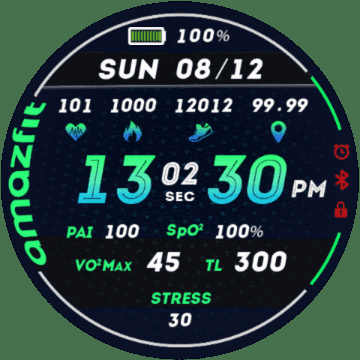 100%
SUN 08/12
101 1000 12012 99.99
amazfit
13 02 SEC 30 PM
PAI 100 SpO² 100%
VO²MAX 45 TL 300
STRESS
30